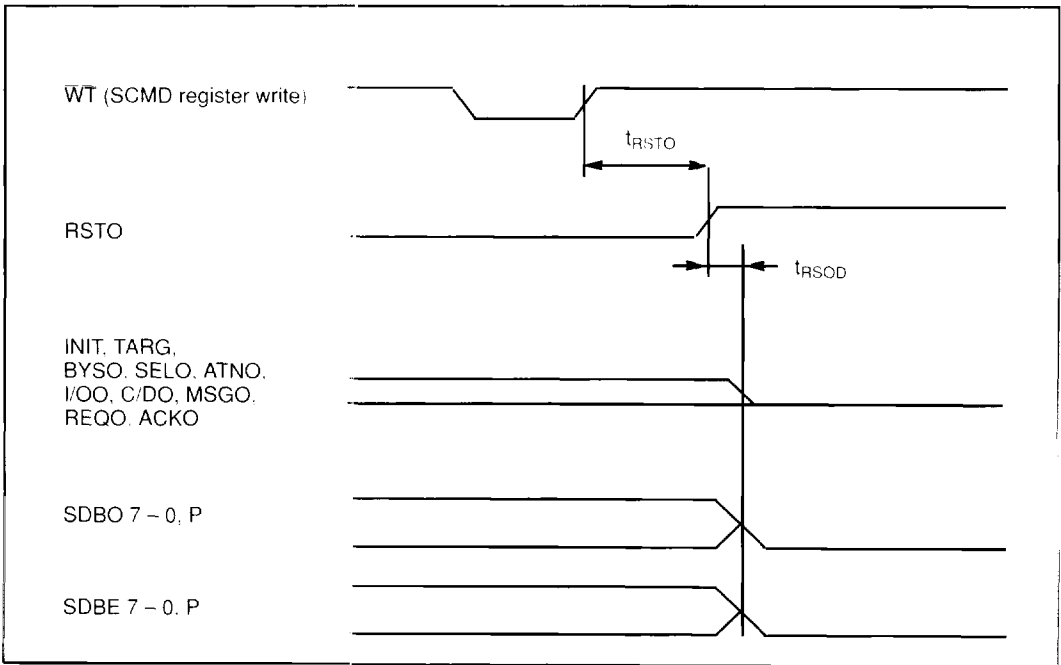 WT (SCMD register write)
tRSTO
RSTO
tRSOD
INIT, TARG,
BYSO, SELO, ATNO,
I/OO, C/DO, MSGO,
REQO, ACKO
SDBO 7 – 0, P
SDBE 7 – 0, P